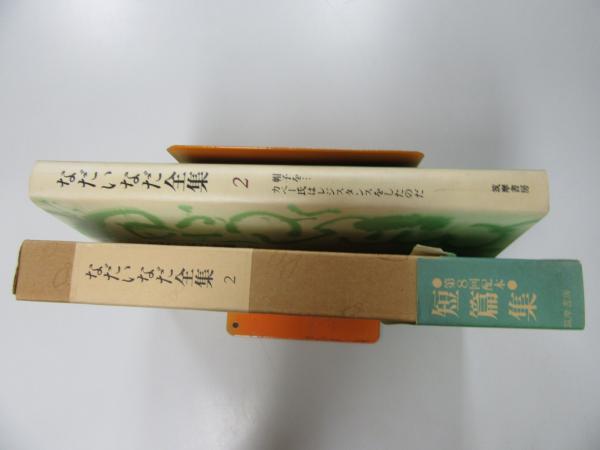 なだいなだ全集 2
帽子を…
カペー氏はレジスタンスをしたのだ
筑摩書房
なだいなだ全集 2
●第8回配本●
短篇集
筑摩書房